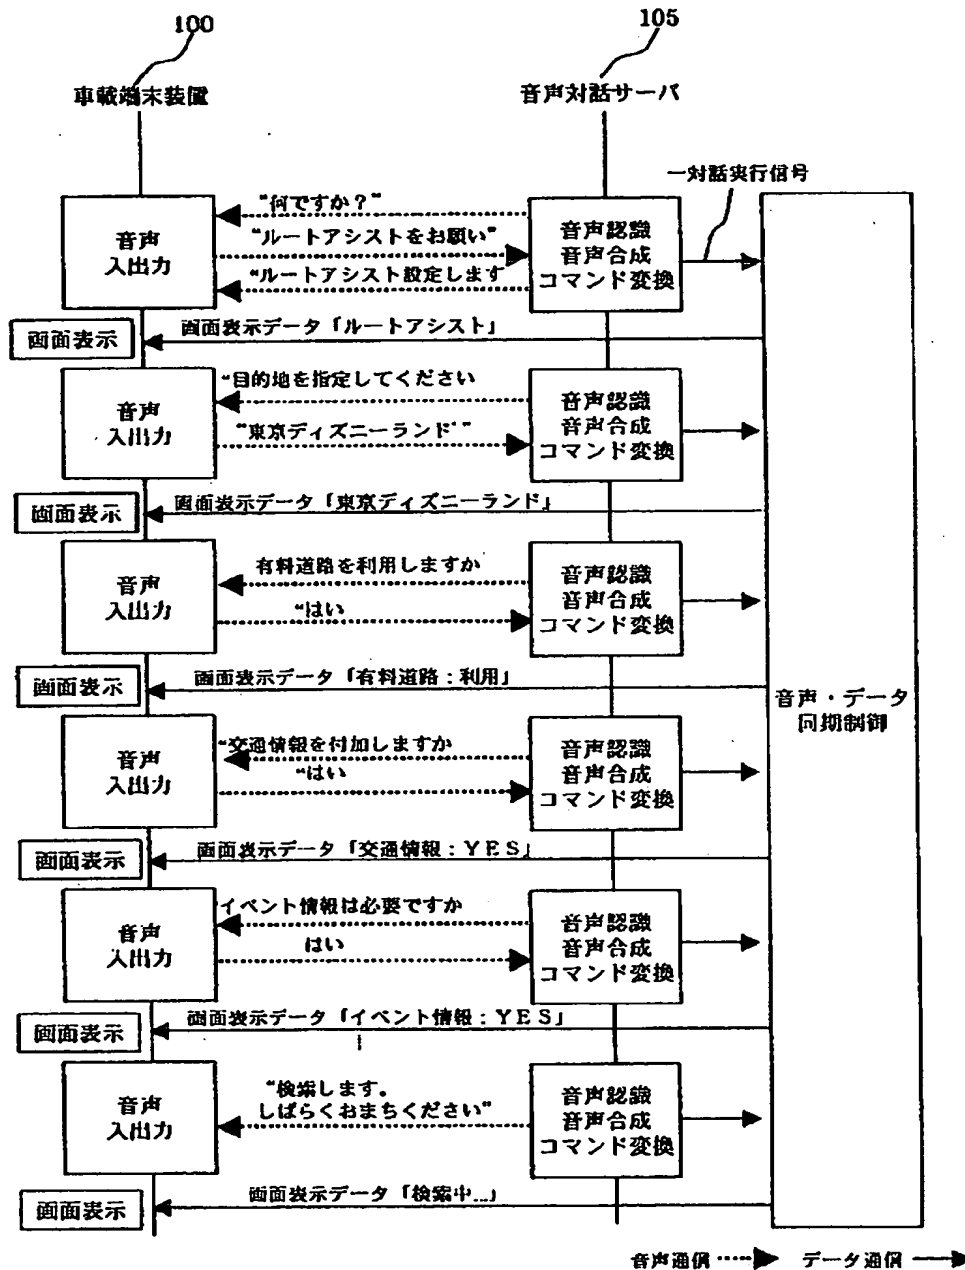 100
105
車載端末装置
音声対話サーバ
一対話実行信号
“何ですか？”
音声
入出力
“ルートアシストをお願い”
“ルートアシスト設定します
音声認識
音声合成
コマンド変換
画面表示
画面表示データ「ルートアシスト」
“目的地を指定してください
音声
入出力
“東京ディズニーランド”
音声認識
音声合成
コマンド変換
画面表示
画面表示データ「東京ディズニーランド」
有料道路を利用しますか
音声
入出力
“はい
音声認識
音声合成
コマンド変換
画面表示
画面表示データ「有料道路：利用」
音声・データ
同期制御
“交通情報を付加しますか
音声
入出力
“はい
音声認識
音声合成
コマンド変換
画面表示
画面表示データ「交通情報：ＹＥＳ」
イベント情報は必要ですか
音声
入出力
はい
音声認識
音声合成
コマンド変換
画面表示
画面表示データ「イベント情報：ＹＥＳ」
“検索します。
しばらくおまちください”
音声
入出力
音声認識
音声合成
コマンド変換
画面表示
画面表示データ「検索中...」
音声通信
データ通信